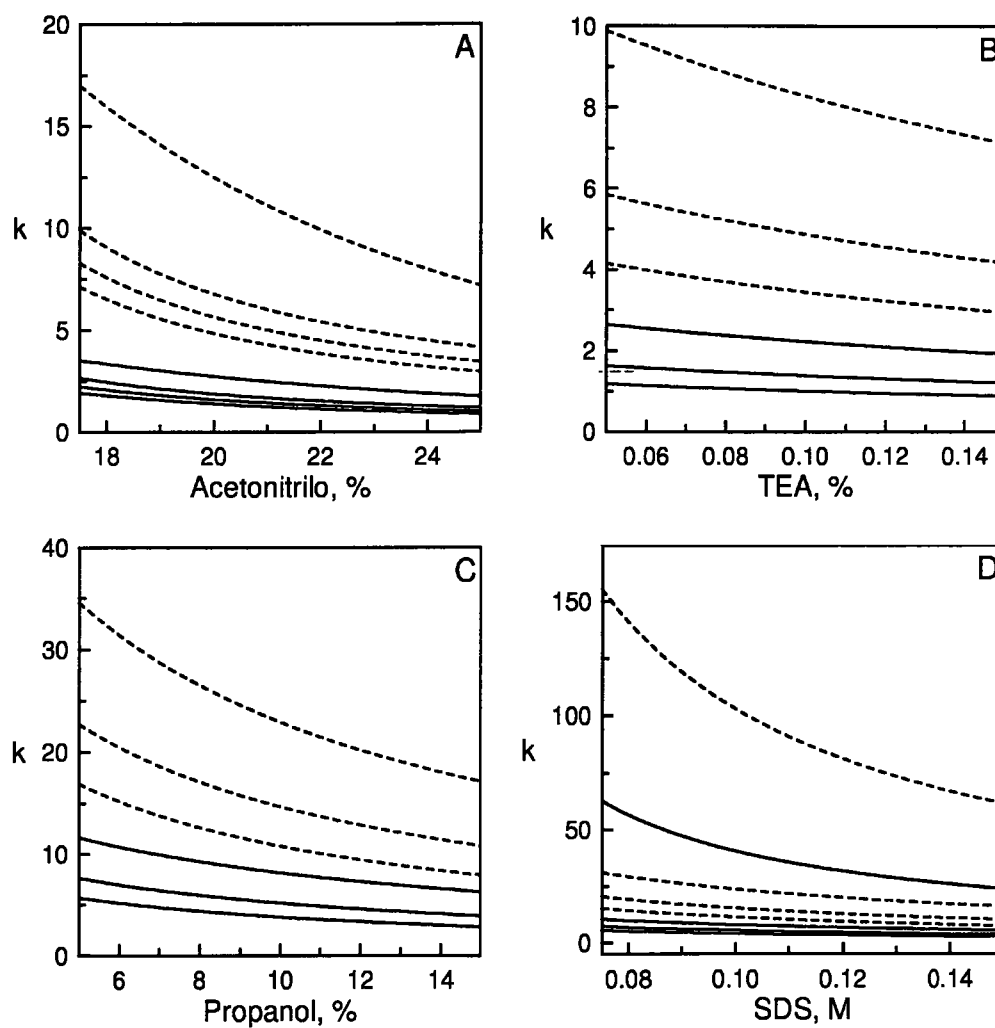 A
20
15
10
5
0
k
18 20 22 24
Acetonitrilo, %
B
10
8
6
4
2
0
k
0.06 0.08 0.10 0.12 0.14
TEA, %
C
40
30
20
10
0
k
6 8 10 12 14
Propanol, %
D
150
100
50
0
k
0.08 0.10 0.12 0.14
SDS, M